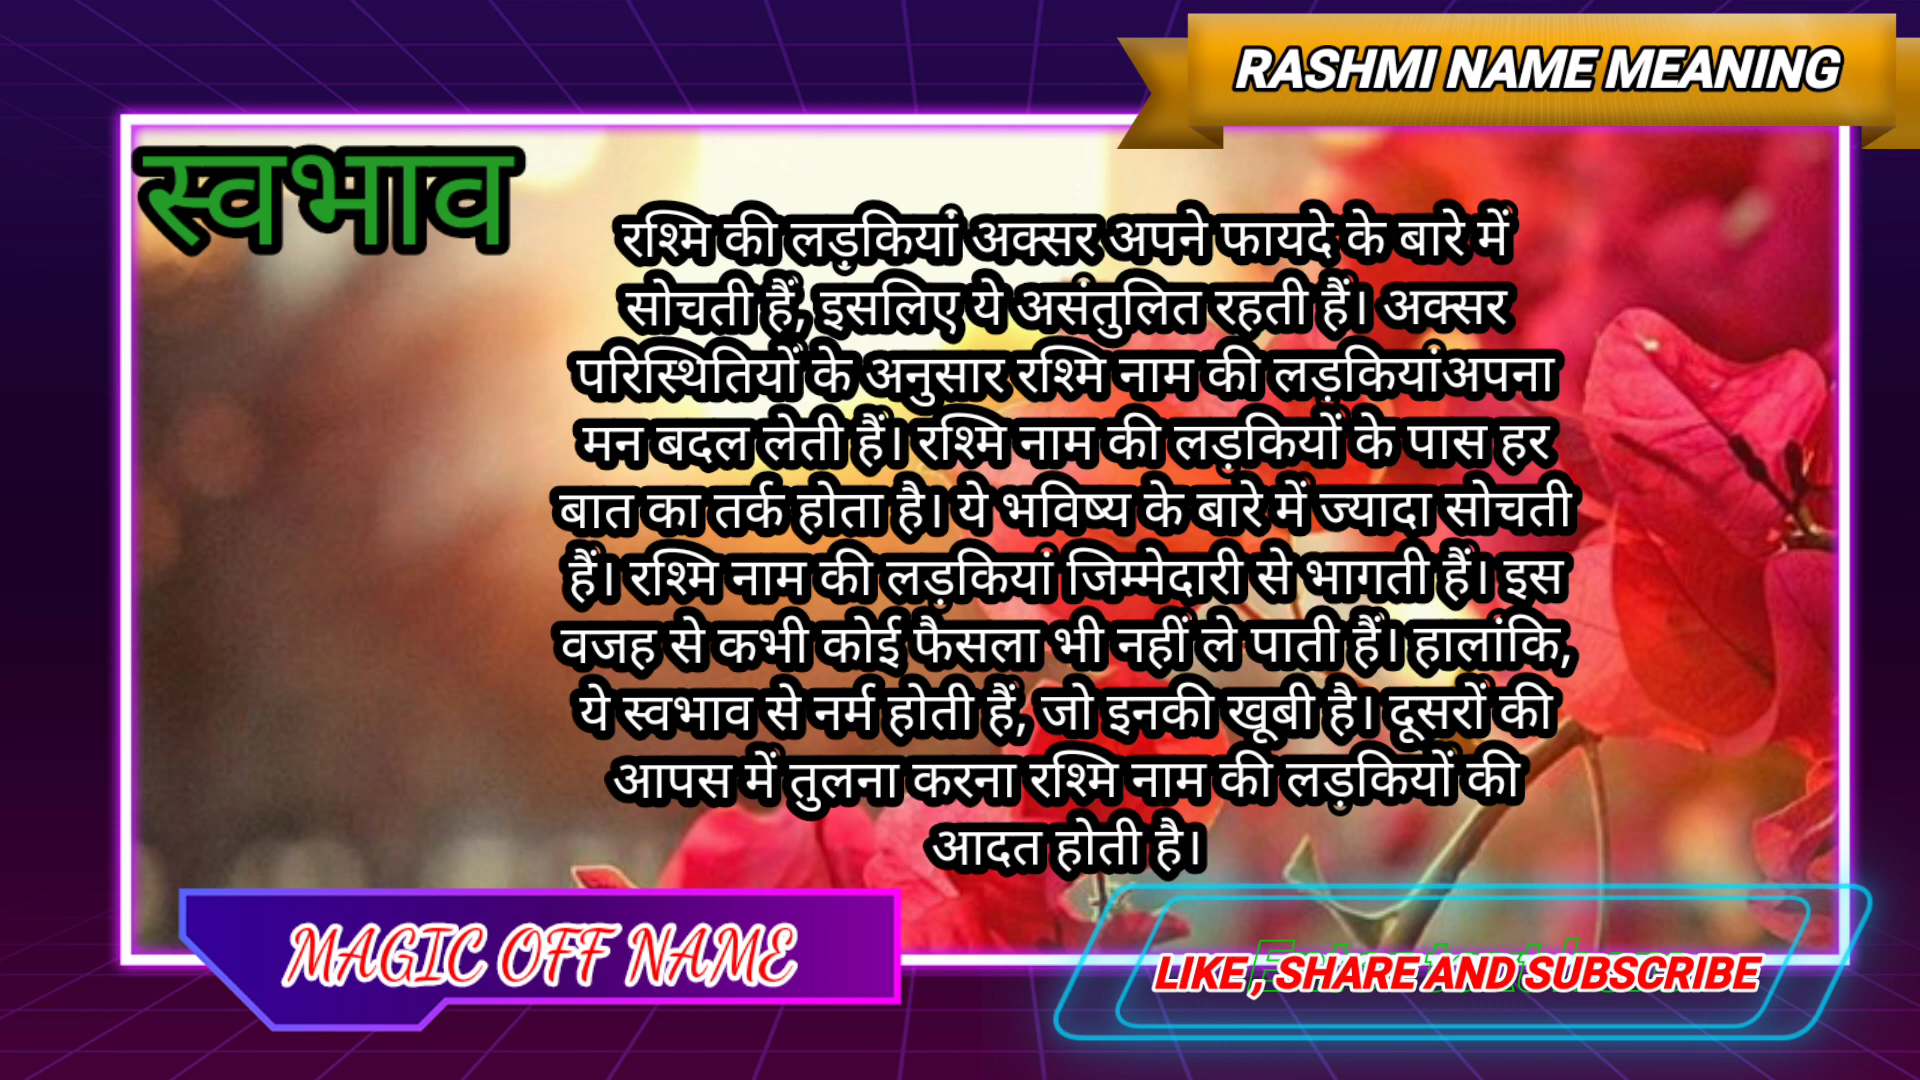 RASHMI NAME MEANING
स्वभाव
रश्मि की लड़कियां अक्सर अपने फायदे के बारे में
सोचती हैं, इसलिए ये असंतुलित रहती हैं। अक्सर
परिस्थितियों के अनुसार रश्मि नाम की लड़कियांअपना
मन बदल लेती हैं। रश्मि नाम की लड़कियों के पास हर
बात का तर्क होता है। ये भविष्य के बारे में ज्यादा सोचती
हैं। रश्मि नाम की लड़कियां जिम्मेदारी से भागती हैं। इस
वजह से कभी कोई फैसला भी नहीं ले पाती हैं। हालांकि,
ये स्वभाव से नर्म होती हैं, जो इनकी खूबी है। दूसरों की
आपस में तुलना करना रश्मि नाम की लड़कियों की
आदत होती है।
MAGIC OFF NAME
LIKE , SHARE AND SUBSCRIBE